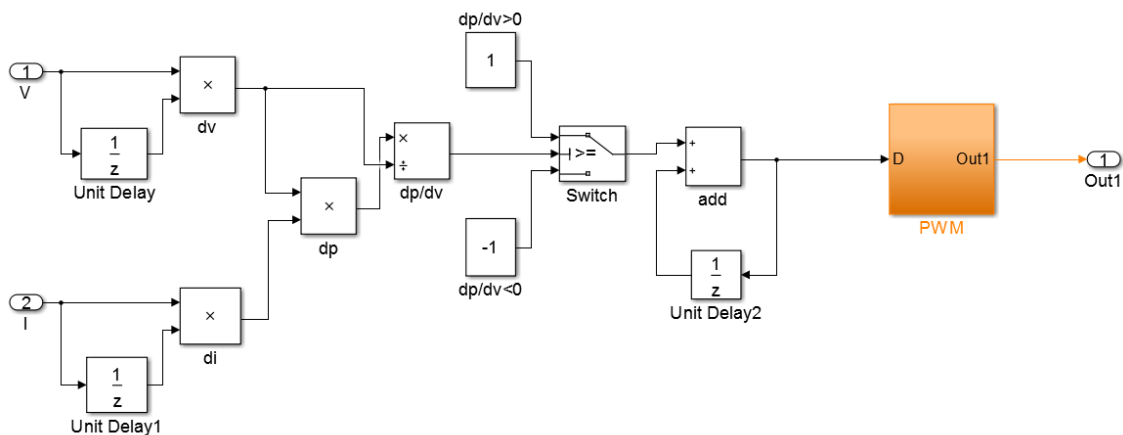 dp/dv>0
1
1
V
×
dv
1
z
Unit Delay
×
÷
dp/dv
×
dp
>=
Switch
+
+
add
D
Out1
PWM
1
Out1
-1
dp/dv<0
1
z
Unit Delay2
2
I
×
di
1
z
Unit Delay1